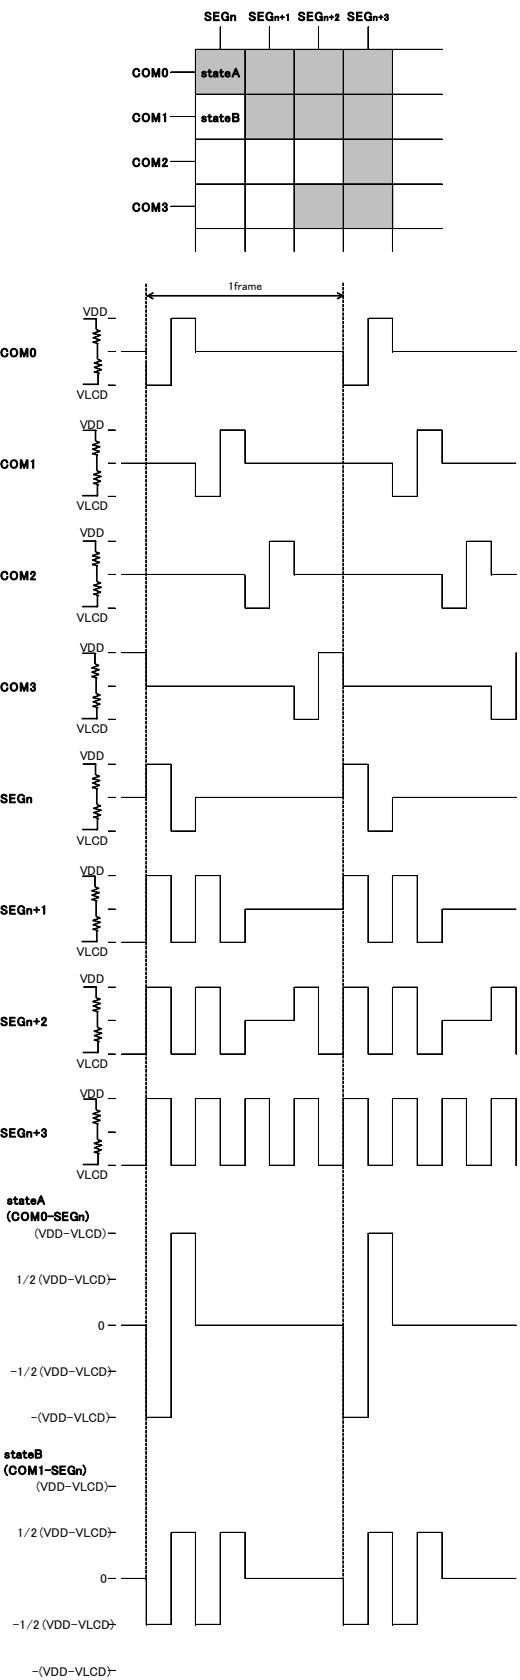 SEGn SEGn+1 SEGn+2 SEGn+3
COM0 stateA
COM1 stateB
COM2
COM3
1frame
VDD
COM0
VLCD
VDD
COM1
VLCD
VDD
COM2
VLCD
VDD
COM3
VLCD
VDD
SEGn
VLCD
VDD
SEGn+1
VLCD
VDD
SEGn+2
VLCD
VDD
SEGn+3
VLCD
stateA
(COM0-SEGn)
(VDD-VLCD)
1/2(VDD-VLCD)
0
-1/2(VDD-VLCD)
-(VDD-VLCD)
stateB
(COM1-SEGn)
(VDD-VLCD)
1/2(VDD-VLCD)
0
-1/2(VDD-VLCD)
-(VDD-VLCD)